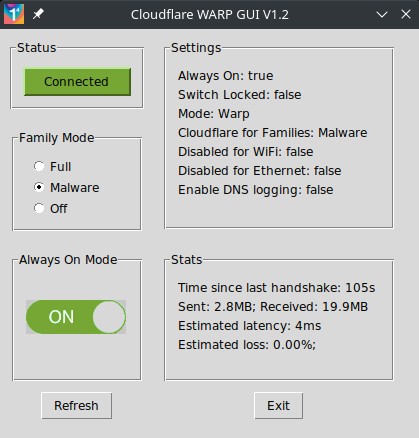 Cloudflare WARP GUI V1.2
Status
Connected
Family Mode
Full
Malware
Off
Always On Mode
ON
Refresh
Settings
Always On: true
Switch Locked: false
Mode: Warp
Cloudflare for Families: Malware
Disabled for WiFi: false
Disabled for Ethernet: false
Enable DNS logging: false
Stats
Time since last handshake: 105s
Sent: 2.8MB; Received: 19.9MB
Estimated latency: 4ms
Estimated loss: 0.00%;
Exit